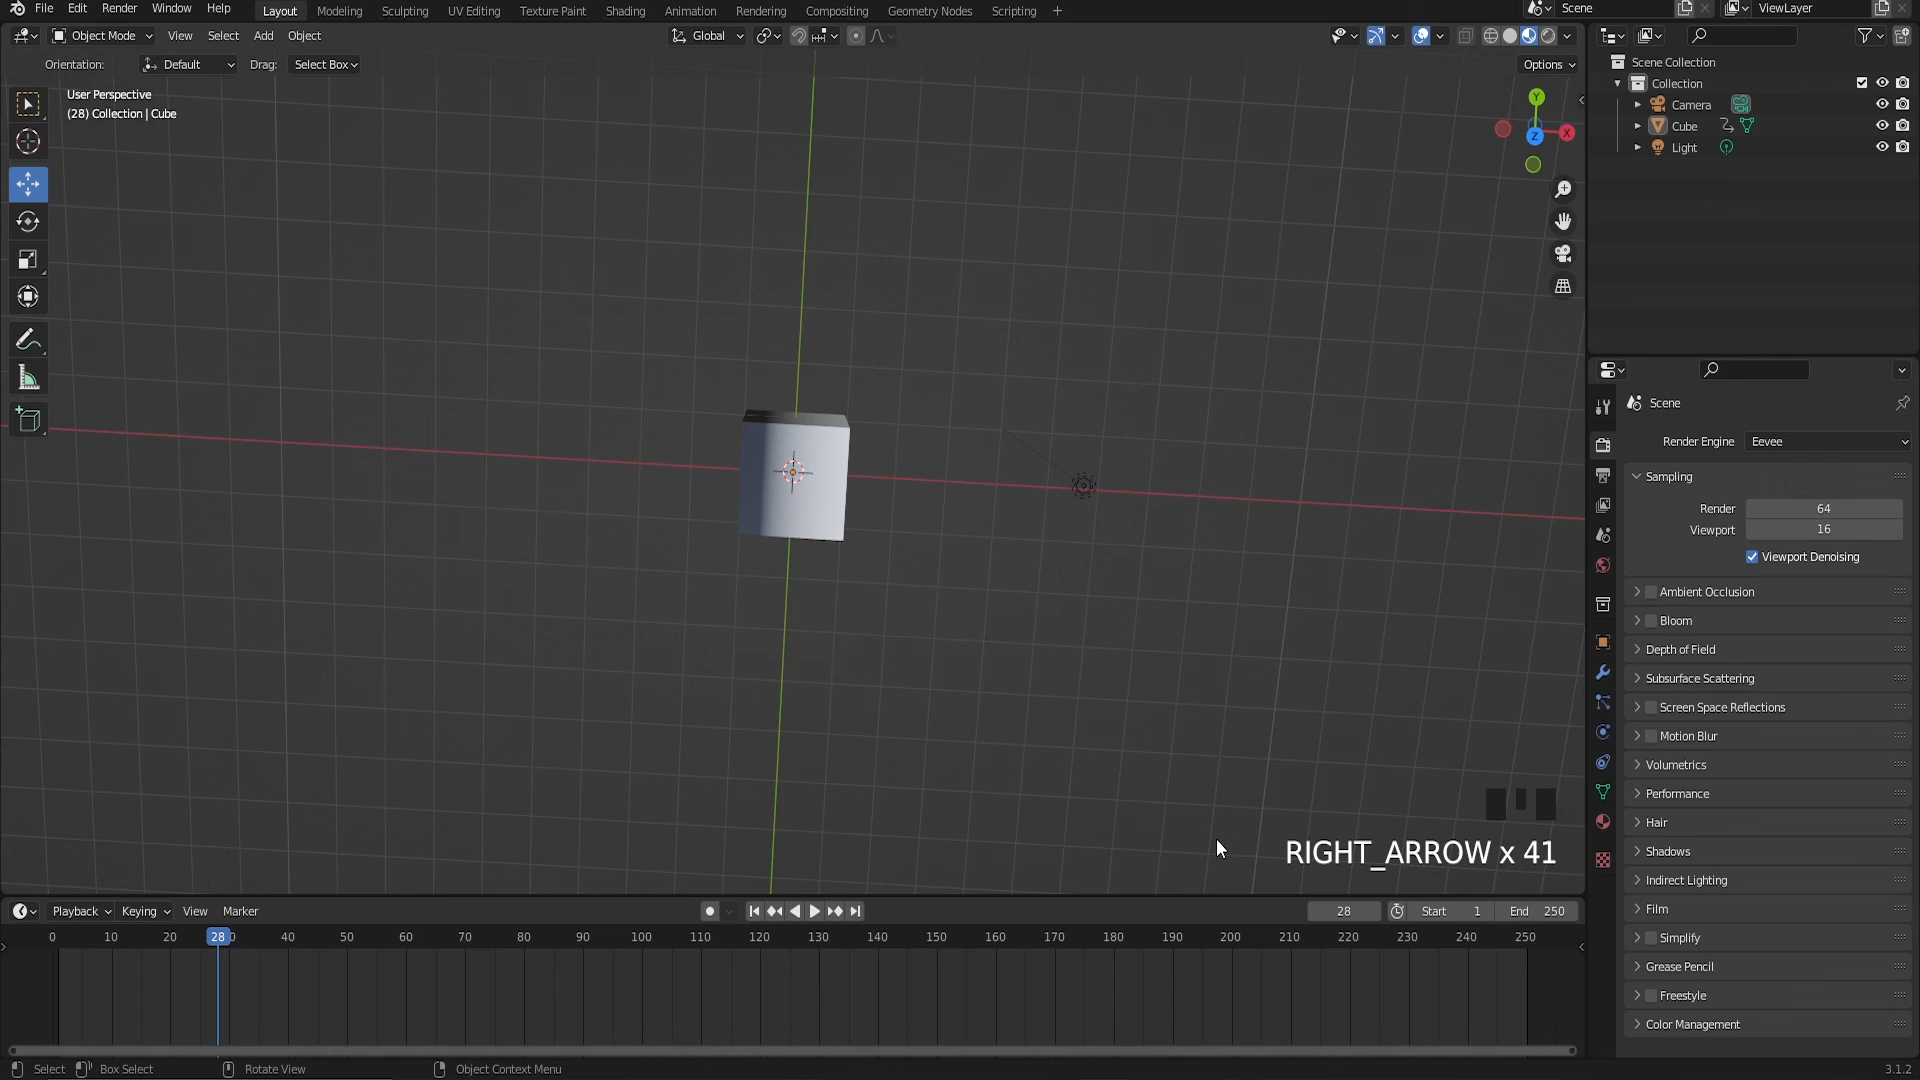 File Edit Render Window Help Layout Modeling Sculpting UV Editing Texture Paint Shading Animation Rendering Compositing Geometry Nodes Scripting + Scene ViewLayer
Object Mode View Select Add Object Global
Orientation: Default Drag: Select Box Options
User Perspective
(28) Collection | Cube
Y
X
Z
RIGHT_ARROW x 41
Scene Collection
Collection
Camera
Cube
Light
Scene
Render Engine Eevee
Sampling
Render 64
Viewport 16
Viewport Denoising
Ambient Occlusion
Bloom
Depth of Field
Subsurface Scattering
Screen Space Reflections
Motion Blur
Volumetrics
Performance
Hair
Shadows
Indirect Lighting
Film
Simplify
Grease Pencil
Freestyle
Color Management
Playback Keying View Marker 28 Start 1 End 250
0 10 20 28 0 40 50 60 70 80 90 100 110 120 130 140 150 160 170 180 190 200 210 220 230 240 250
Select Box Select Rotate View Object Context Menu 3.1.2